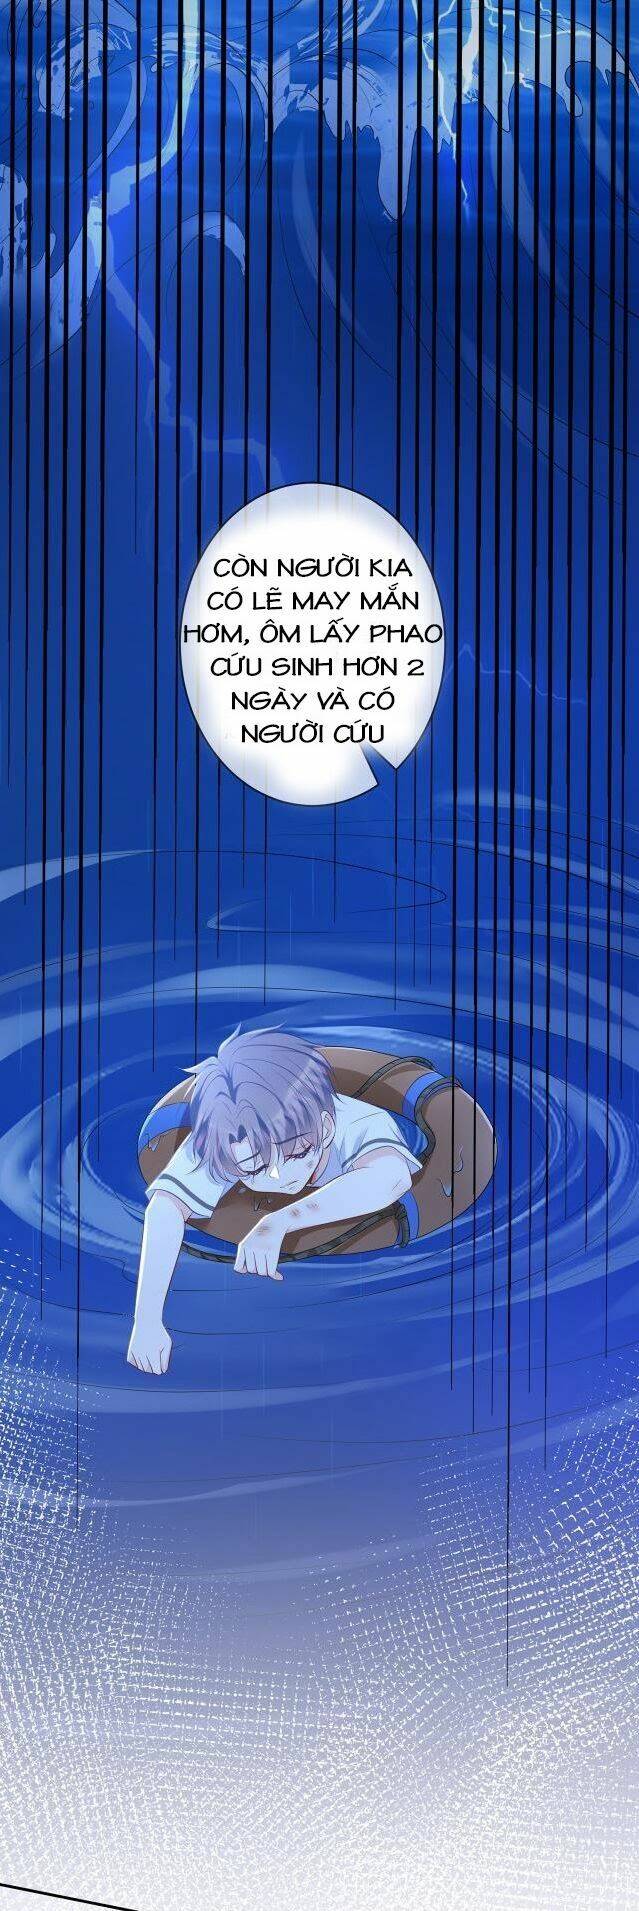 CÒN NGƯỜI KIA
CÓ LẼ MAY MẮN
HƠM, ÔM LẤY PHAO
CỨU SINH HƠN 2
NGÀY VÀ CÓ
NGƯỜI CỨU